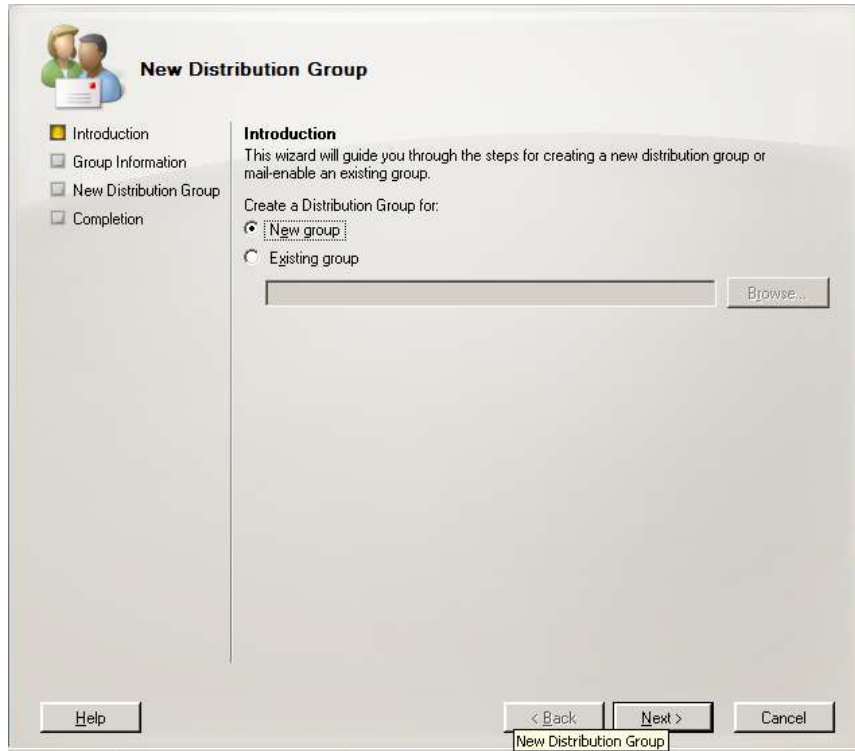 New Distribution Group
Introduction
Group Information
New Distribution Group
Completion
Introduction
This wizard will guide you through the steps for creating a new distribution group or
mail-enable an existing group.
Create a Distribution Group for:
New group
Existing group
Browse...
Help
< Back
Next >
Cancel
New Distribution Group